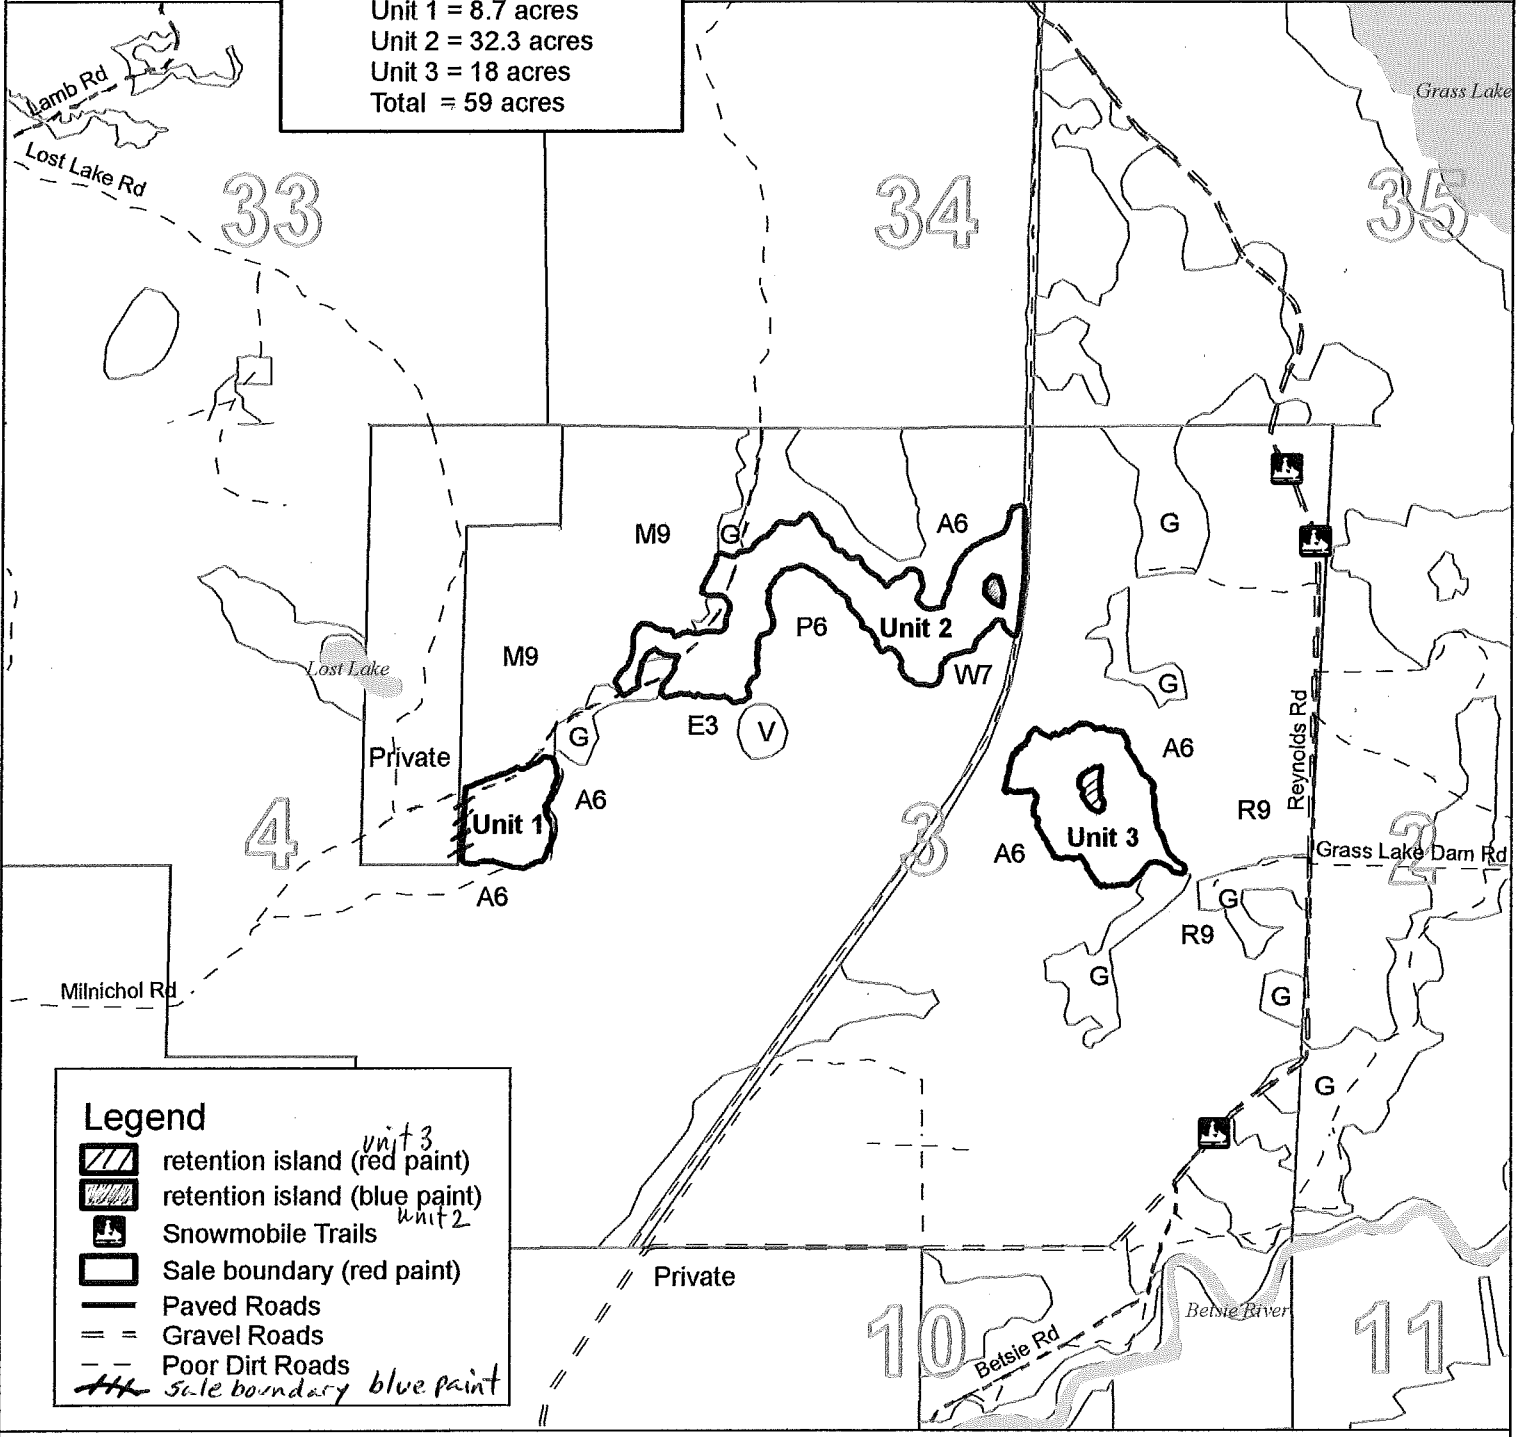 Unit 1 = 8.7 acres
Unit 2 = 32.3 acres
Unit 3 = 18 acres
Total = 59 acres
Grass Lake
Lamb Rd
Lost Lake Rd
33
34
35
M9
G
A6
G
P6
Unit 2
M9
Lost Lake
W7
G
E3
V
G
Private
A6
Reynolds Rd
A6
R9
4
Unit 1
3
Unit 3
A6
2
Grass Lake Dam Rd
A6
G
R9
G
G
Milnichol Rd
G
Legend
unit 3
retention island (red paint)
retention island (blue paint)
unit 2
Snowmobile Trails
Sale boundary (red paint)
Paved Roads
Gravel Roads
Poor Dirt Roads
sale boundary blue paint
Private
10
Betsie River
11
Betsie Rd